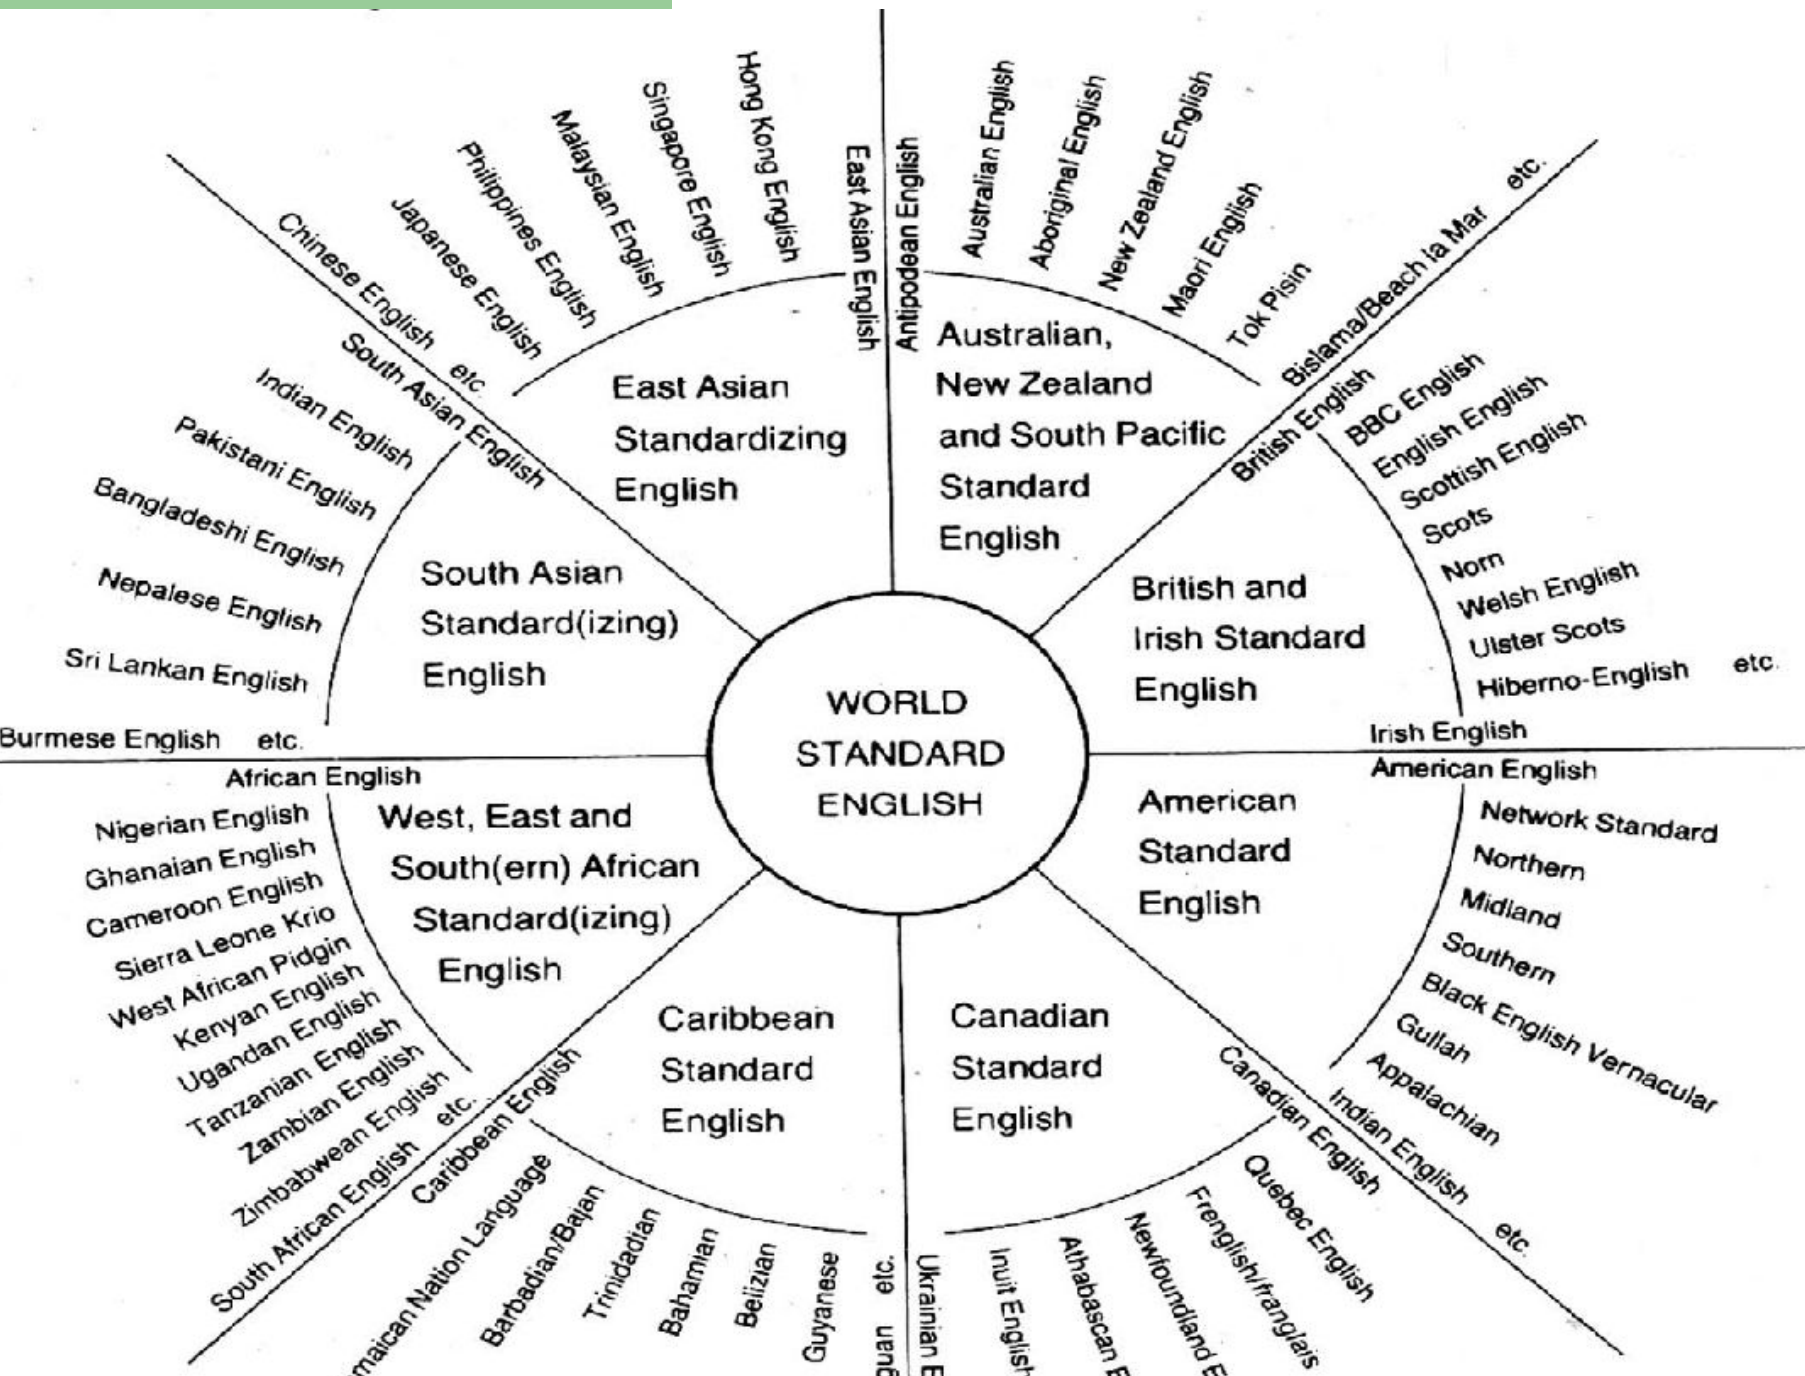 WORLD
STANDARD
ENGLISH
Australian,
New Zealand
and South Pacific
Standard
English
Antipodean English
Australian English
Aboriginal English
New Zealand English
Maori English
Tok Pisin
Bislama/Beach la Mar etc.
British and
Irish Standard
English
British English
BBC English
English English
Scottish English
Scots
Norn
Welsh English
Ulster Scots
Hiberno-English etc.
Irish English
American
Standard
English
American English
Network Standard
Northern
Midland
Southern
Black English Vernacular
Gullah
Appalachian
Indian English etc.
Canadian
Standard
English
Canadian English
Quebec English
Frenglish/franglais
Newfoundland E
Athabascan E
Inuit English
Ukrainian E
Caribbean
Standard
English
Caribbean English
maican Nation Language
Barbadian/Bajan
Trinidadian
Bahamian
Belizian
Guyanese
guan etc.
West, East and
South(ern) African
Standard(izing)
English
African English
Nigerian English
Ghanaian English
Cameroon English
Sierra Leone Krio
West African Pidgin
Kenyan English
Ugandan English
Tanzanian English
Zambian English
Zimbabwean English
South African English etc.
South Asian
Standard(izing)
English
South Asian English
Indian English
Pakistani English
Bangladeshi English
Nepalese English
Sri Lankan English
Burmese English etc.
East Asian
Standardizing
English
East Asian English
Hong Kong English
Singapore English
Malaysian English
Philippines English
Japanese English
Chinese English etc.